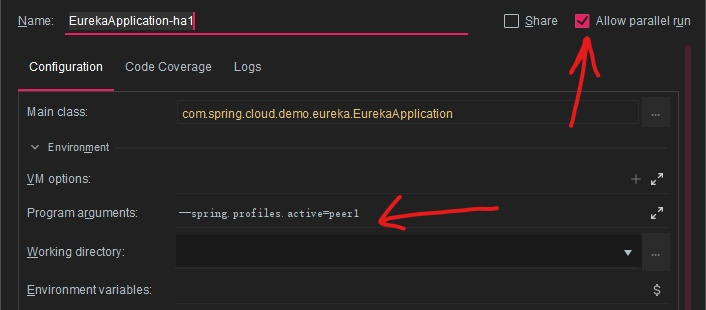 Name: EurekaApplication-ha1 Share Allow parallel run
Configuration Code Coverage Logs
Main class: com.spring.cloud.demo.eureka.EurekaApplication ...
Environment
VM options: +
Program arguments: --spring.profiles.active=peer1
Working directory: ...
Environment variables: $